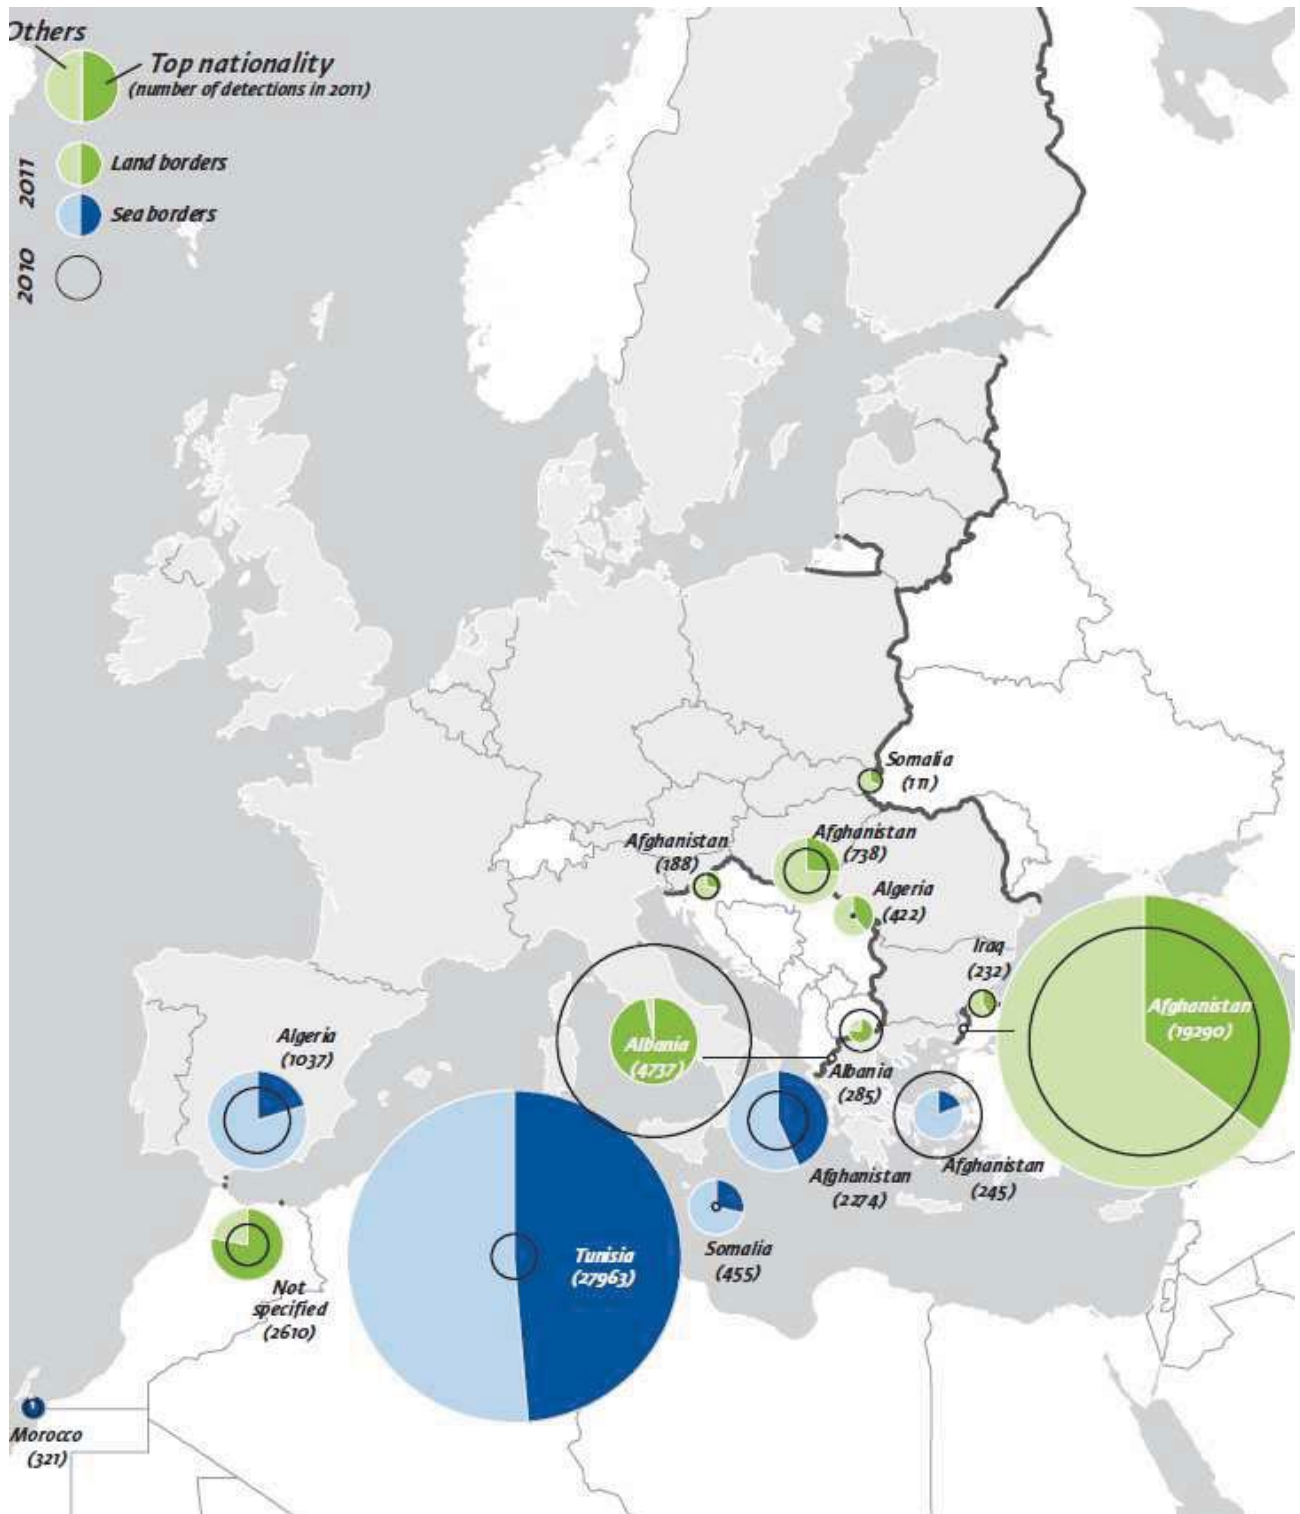 Others
Top nationality
(number of detections in 2011)
2011
Land borders
Sea borders
2010
Somalia
(111)
Afghanistan
(738)
Afghanistan
(188)
Algeria
(422)
Iraq
(232)
Afghanistan
(19290)
Algeria
(1037)
Albania
(4737)
Albania
(285)
Afghanistan
(2274)
Afghanistan
(245)
Somalia
(455)
Tunisia
(27963)
Not
specified
(2610)
Morocco
(321)